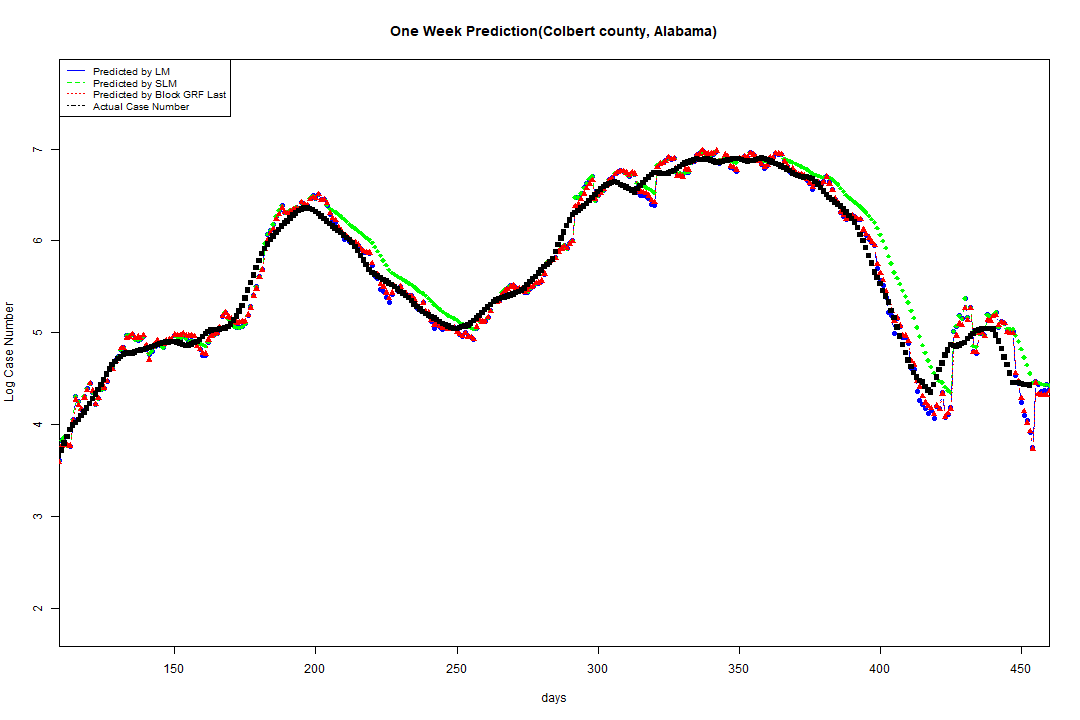 One Week Prediction(Colbert county, Alabama)
Predicted by LM
Predicted by SLM
Predicted by Block GRF Last
Actual Case Number
7
6
5
4
3
2
Log Case Number
150 200 250 300 350 400 450
days